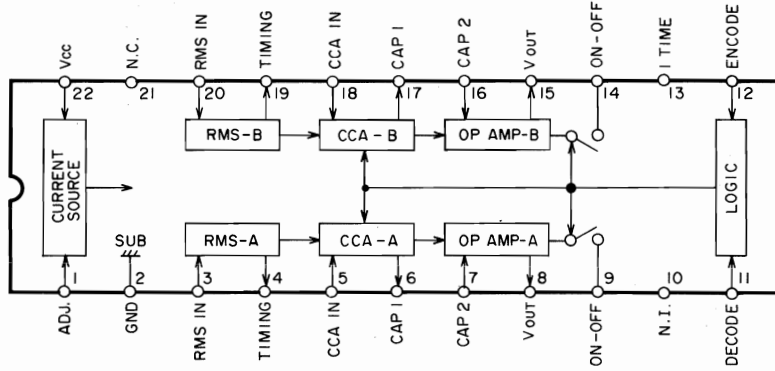 Vcc
N.C.
RMS IN
TIMING
CCA IN
CAP 1
CAP 2
VOUT
ON-OFF
I TIME
ENCODE
22
21
20
19
18
17
16
15
14
13
12
CURRENT
SOURCE
RMS-B
CCA-B
OP AMP-B
LOGIC
SUB
RMS-A
CCA-A
OP AMP-A
1
2
3
4
5
6
7
8
9
10
11
ADJ.
GND
RMS IN
TIMING
CCA IN
CAP 1
CAP 2
VOUT
ON-OFF
N.I.
DECODE